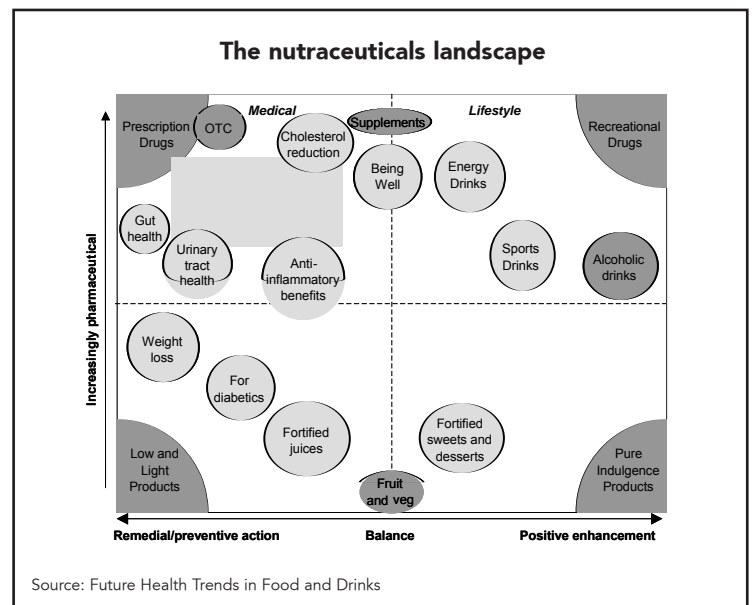 The nutraceuticals landscape
Medical
Lifestyle
Prescription
Drugs
OTC
Cholesterol
reduction
Supplements
Recreational
Drugs
Being
Well
Energy
Drinks
Gut
health
Urinary
tract
health
Anti-
inflammatory
benefits
Sports
Drinks
Alcoholic
drinks
Increasingly pharmaceutical
Weight
loss
For
diabetics
Fortified
juices
Fortified
sweets and
desserts
Low and
Light
Products
Fruit
and veg
Pure
Indulgence
Products
Remedial/preventive action
Balance
Positive enhancement
Source: Future Health Trends in Food and Drinks